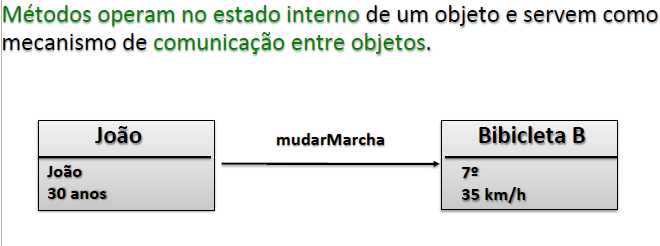 Métodos operam no estado interno de um objeto e servem como
mecanismo de comunicação entre objetos.
João
João
30 anos
mudarMarcha
Bibicleta B
7º
35 km/h